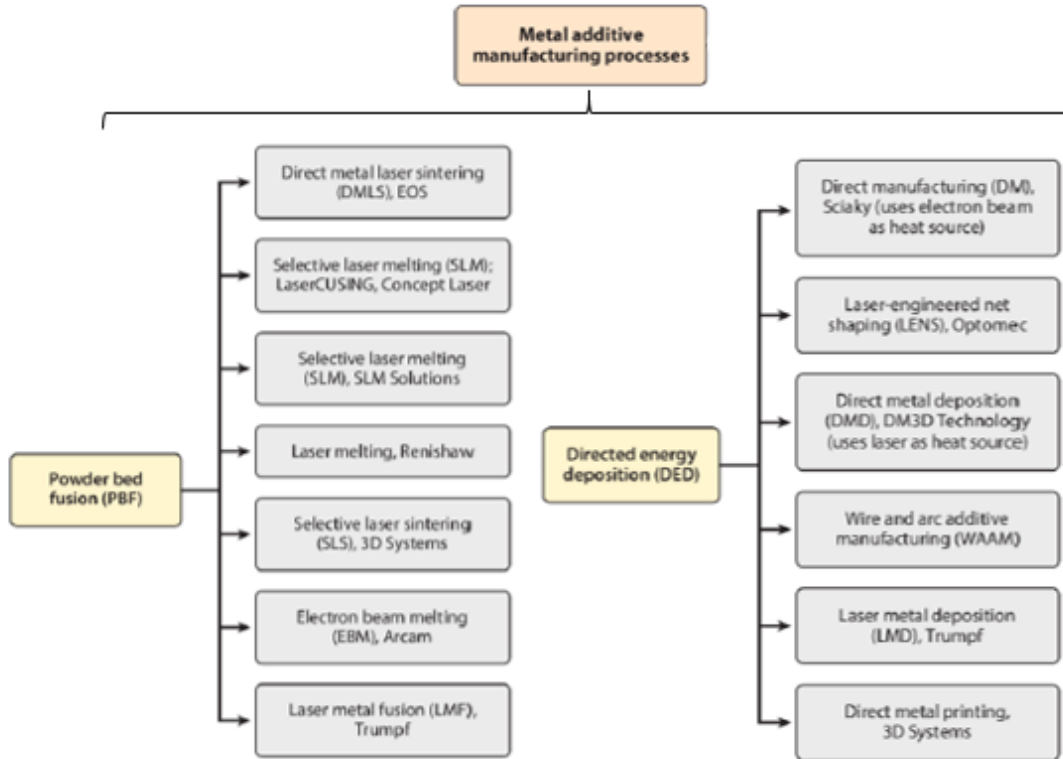 Metal additive
manufacturing processes
Direct metal laser sintering
(DMLS), EOS
Selective laser melting (SLM);
LaserCUSING, Concept Laser
Selective laser melting
(SLM), SLM Solutions
Laser melting, Renishaw
Powder bed
fusion (PBF)
Selective laser sintering
(SLS), 3D Systems
Electron beam melting
(EBM), Arcam
Laser metal fusion (LMF),
Trumpf
Direct manufacturing (DM),
Sciaky (uses electron beam
as heat source)
Laser-engineered net
shaping (LENS), Optomec
Direct metal deposition
(DMD), DM3D Technology
(uses laser as heat source)
Directed energy
deposition (DED)
Wire and arc additive
manufacturing (WAAM)
Laser metal deposition
(LMD), Trumpf
Direct metal printing,
3D Systems